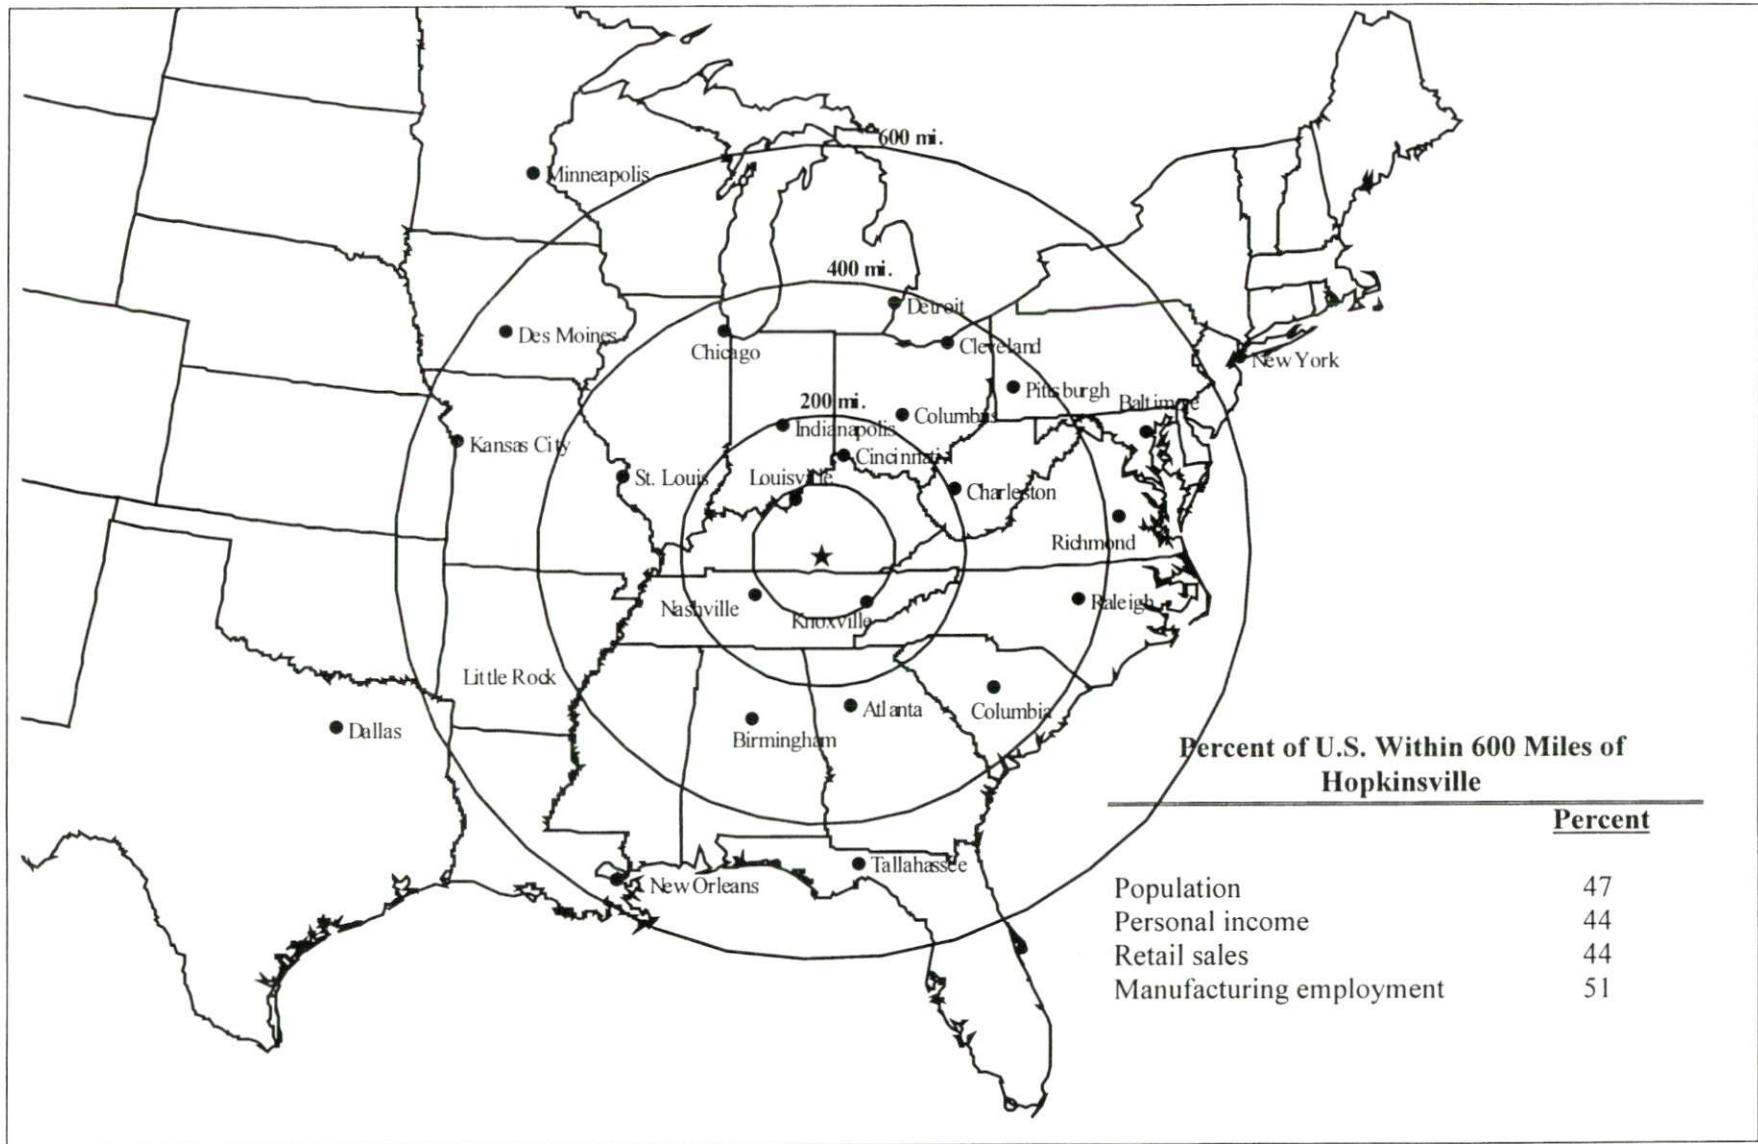 600 mi.
Minneapolis
400 mi.
Detroit
Des Moines
Chicago
Cleveland
New York
Pittsburgh
Baltimore
200 mi.
Columbus
Indianapolis
Kansas City
Cincinnati
St. Louis
Louisville
Charleston
Richmond
Nashville
Knoxville
Raleigh
Little Rock
Atlanta
Columbia
Dallas
Birmingham
Percent of U.S. Within 600 Miles of
Hopkinsville
Percent
Tallahassee
New Orleans
Population 47
Personal income 44
Retail sales 44
Manufacturing employment 51